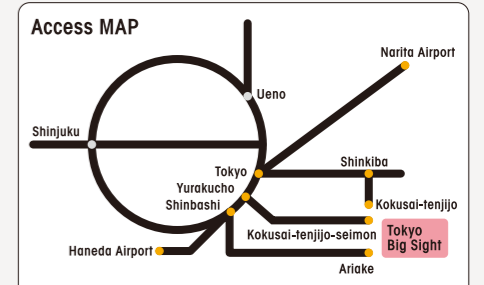 Access MAP
Narita Airport
Ueno
Shinjuku
Shinkiba
Tokyo
Yurakucho
Kokusai-tenjijo
Shinbashi
Kokusai-tenjijo-seimon
Tokyo
Big Sight
Haneda Airport
Ariake